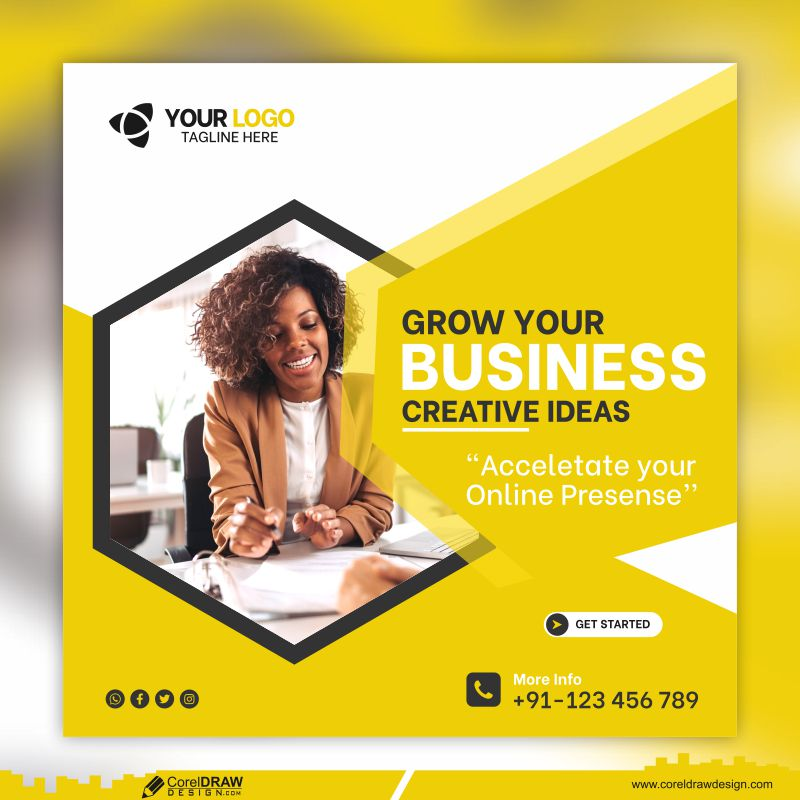 YOUR LOGO
TAGLINE HERE
GROW YOUR
BUSINESS
CREATIVE IDEAS
“Acceletate your
Online Presense’’
GET STARTED
More Info
+91-123 456 789
CorelDRAW
DESIGN.COM
www.coreldrawdesign.com